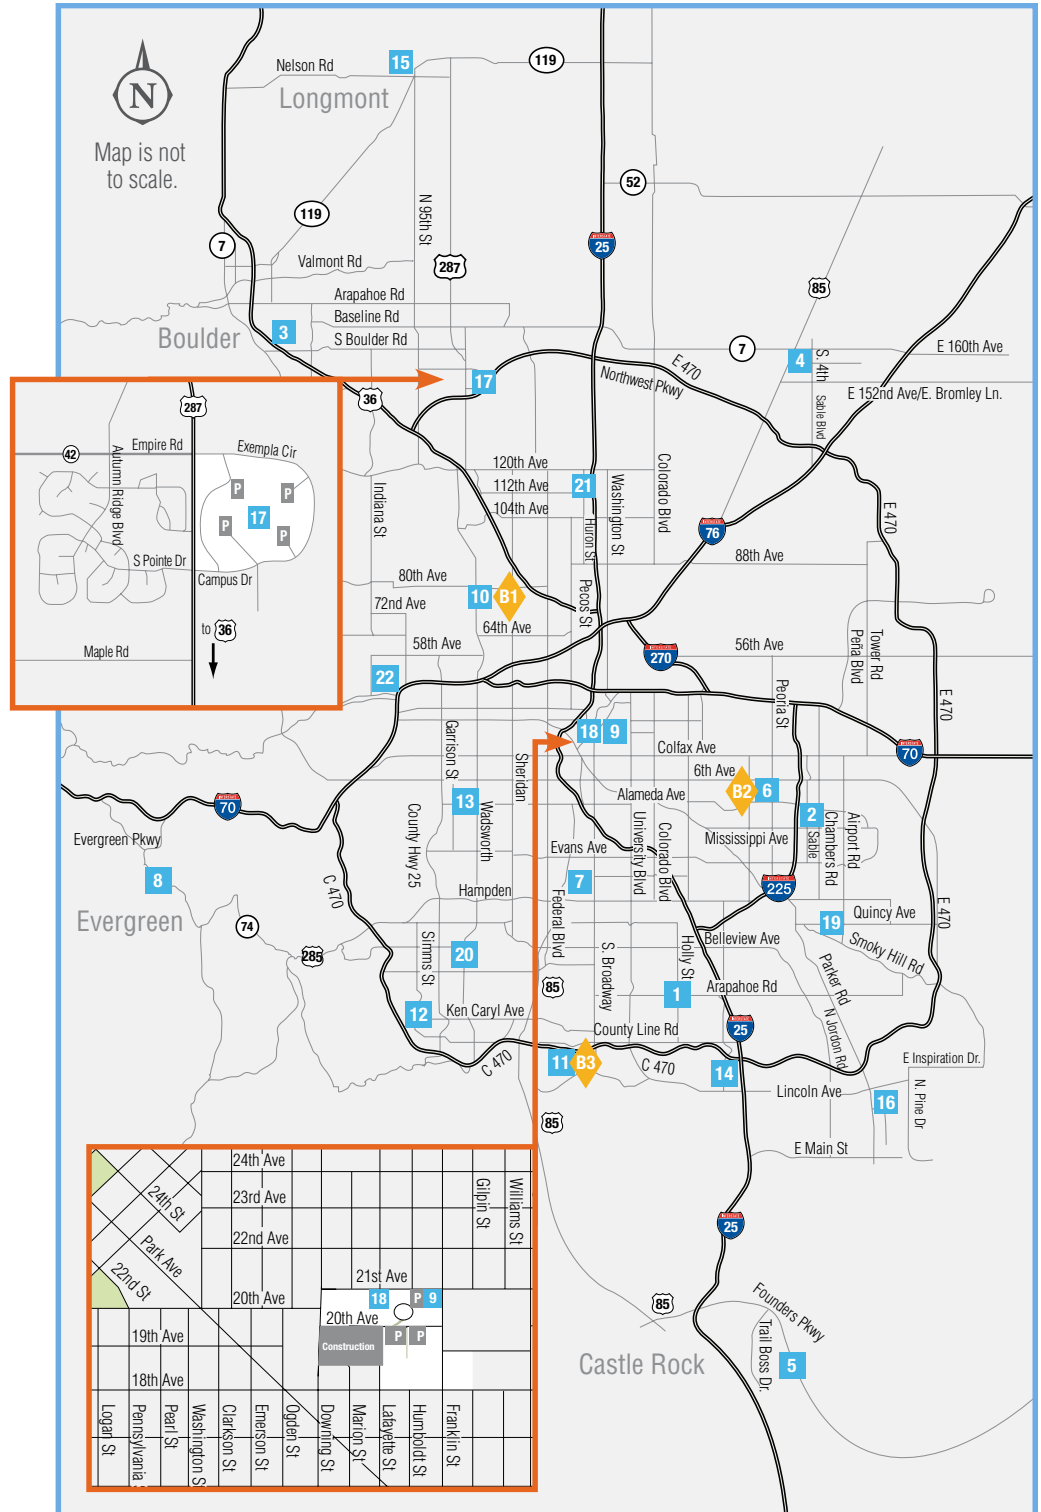 Nelson Rd
15
119
Longmont
N
Map is not
to scale.
52
119
N 95th St
7
25
287
Valmont Rd
85
Arapahoe Rd
Baseline Rd
Boulder
3
S Boulder Rd
7
4
S. 4th
E 160th Ave
E 470
17
Northwest Pkwy
36
E 152nd Ave/E. Bromley Ln.
Sable Blvd
287
42
Empire Rd
Exempla Cir
Autumn Ridge Blvd
P
P
17
P
P
S Pointe Dr
Campus Dr
to 36
Maple Rd
120th Ave
112th Ave
21
104th Ave
Indiana St
Huron St
Washington St
Colorado Blvd
E 470
76
88th Ave
80th Ave
10
B1
Pecos St
72nd Ave
64th Ave
58th Ave
270
56th Ave
Tower Rd
Peña Blvd
22
Peoria St
E 470
18
9
Garrison St
Colfax Ave
70
Sheridan
6th Ave
B2
6
Alameda Ave
70
13
Wadsworth
County Hwy 25
2
Evergreen Pkwy
Evans Ave
University Blvd
Colorado Blvd
Mississippi Ave
Sable
Chambers Rd
Airport Rd
8
C 470
7
Hampden
225
Evergreen
74
Federal Blvd
19
Quincy Ave
E 470
Belleview Ave
Smoky Hill Rd
285
Simms St
20
S. Broadway
Holly St
Parker Rd
85
1
Arapahoe Rd
12
Ken Caryl Ave
County Line Rd
25
N Jordon Rd
C 470
11
B3
C 470
14
E Inspiration Dr.
Lincoln Ave
16
N. Pine Dr
85
E Main St
24th Ave
23rd Ave
22nd Ave
24th St
Park Ave
22nd St
Gilpin St
Williams St
21st Ave
20th Ave
18
P
9
20th Ave
19th Ave
Construction
P
P
18th Ave
Logan St
Pennsylvania S
Pearl St
Washington S
Clarkson St
Emerson St
Ogden St
Downing St
Marion St
Lafayette St
Humboldt St
Franklin St
25
85
Founders Pkwy
Trail Boss Dr.
Castle Rock
5